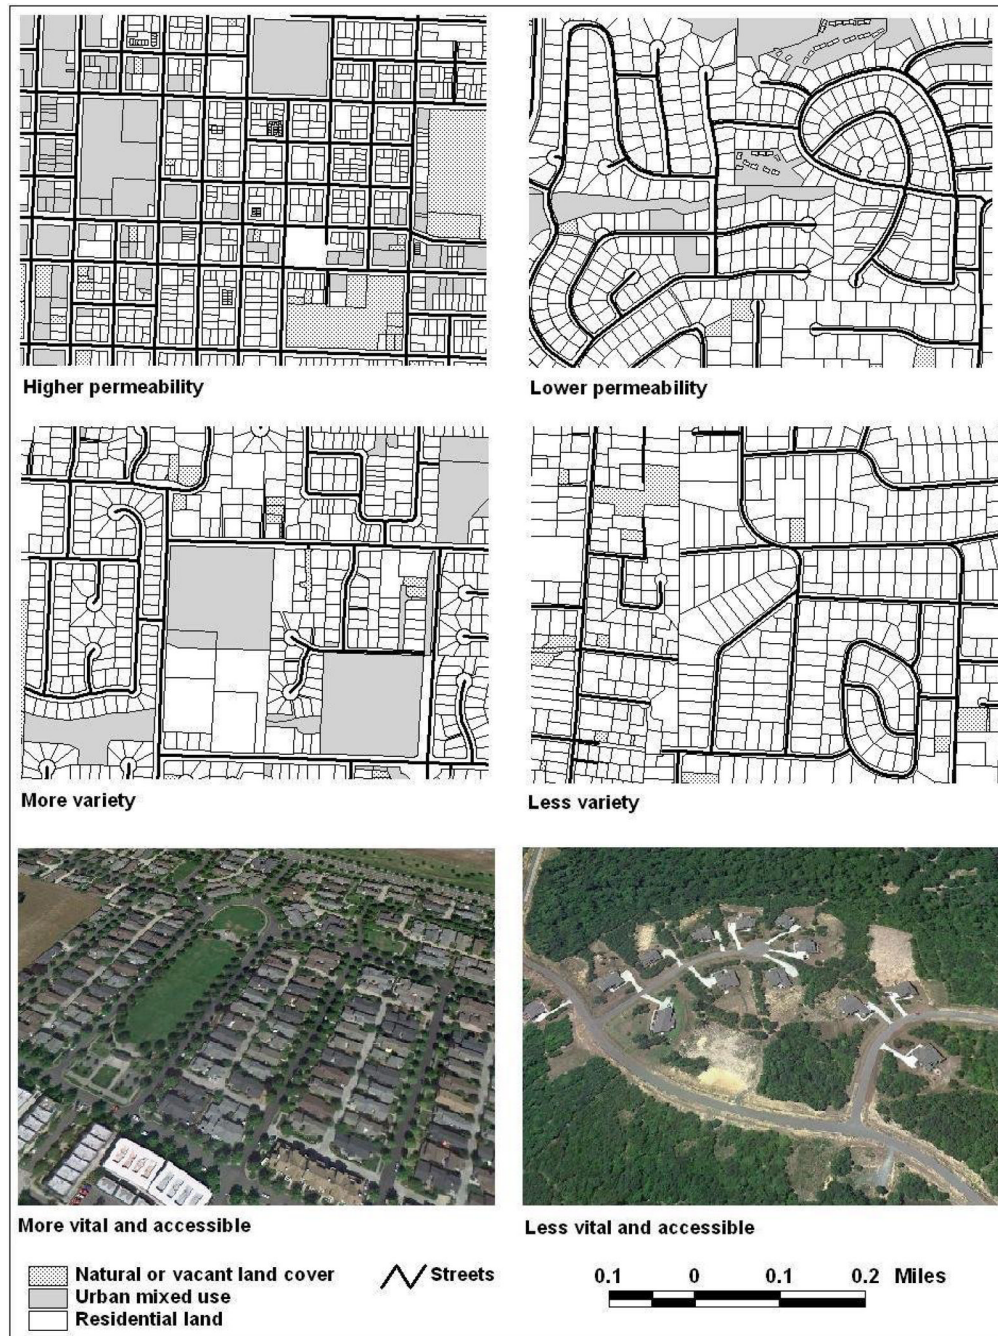 Higher permeability
Lower permeability
More variety
Less variety
More vital and accessible
Less vital and accessible
Natural or vacant land cover
Streets
Urban mixed use
Residential land
0.1 0 0.1 0.2 Miles